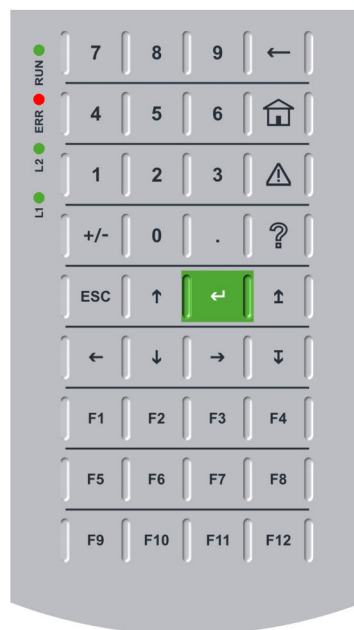 RUN
ERR
L2
L1
7 8 9 ←
4 5 6
1 2 3
+/- 0 . ?
ESC ↑ ↵ ↥
← ↓ → ↧
F1 F2 F3 F4
F5 F6 F7 F8
F9 F10 F11 F12